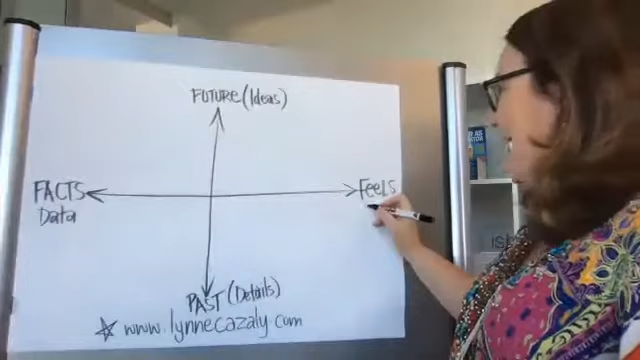 FUTURE (Ideas)
FACTS
Data
FeeLS
PAST (Details)
☆ www.lynnecazaly.com